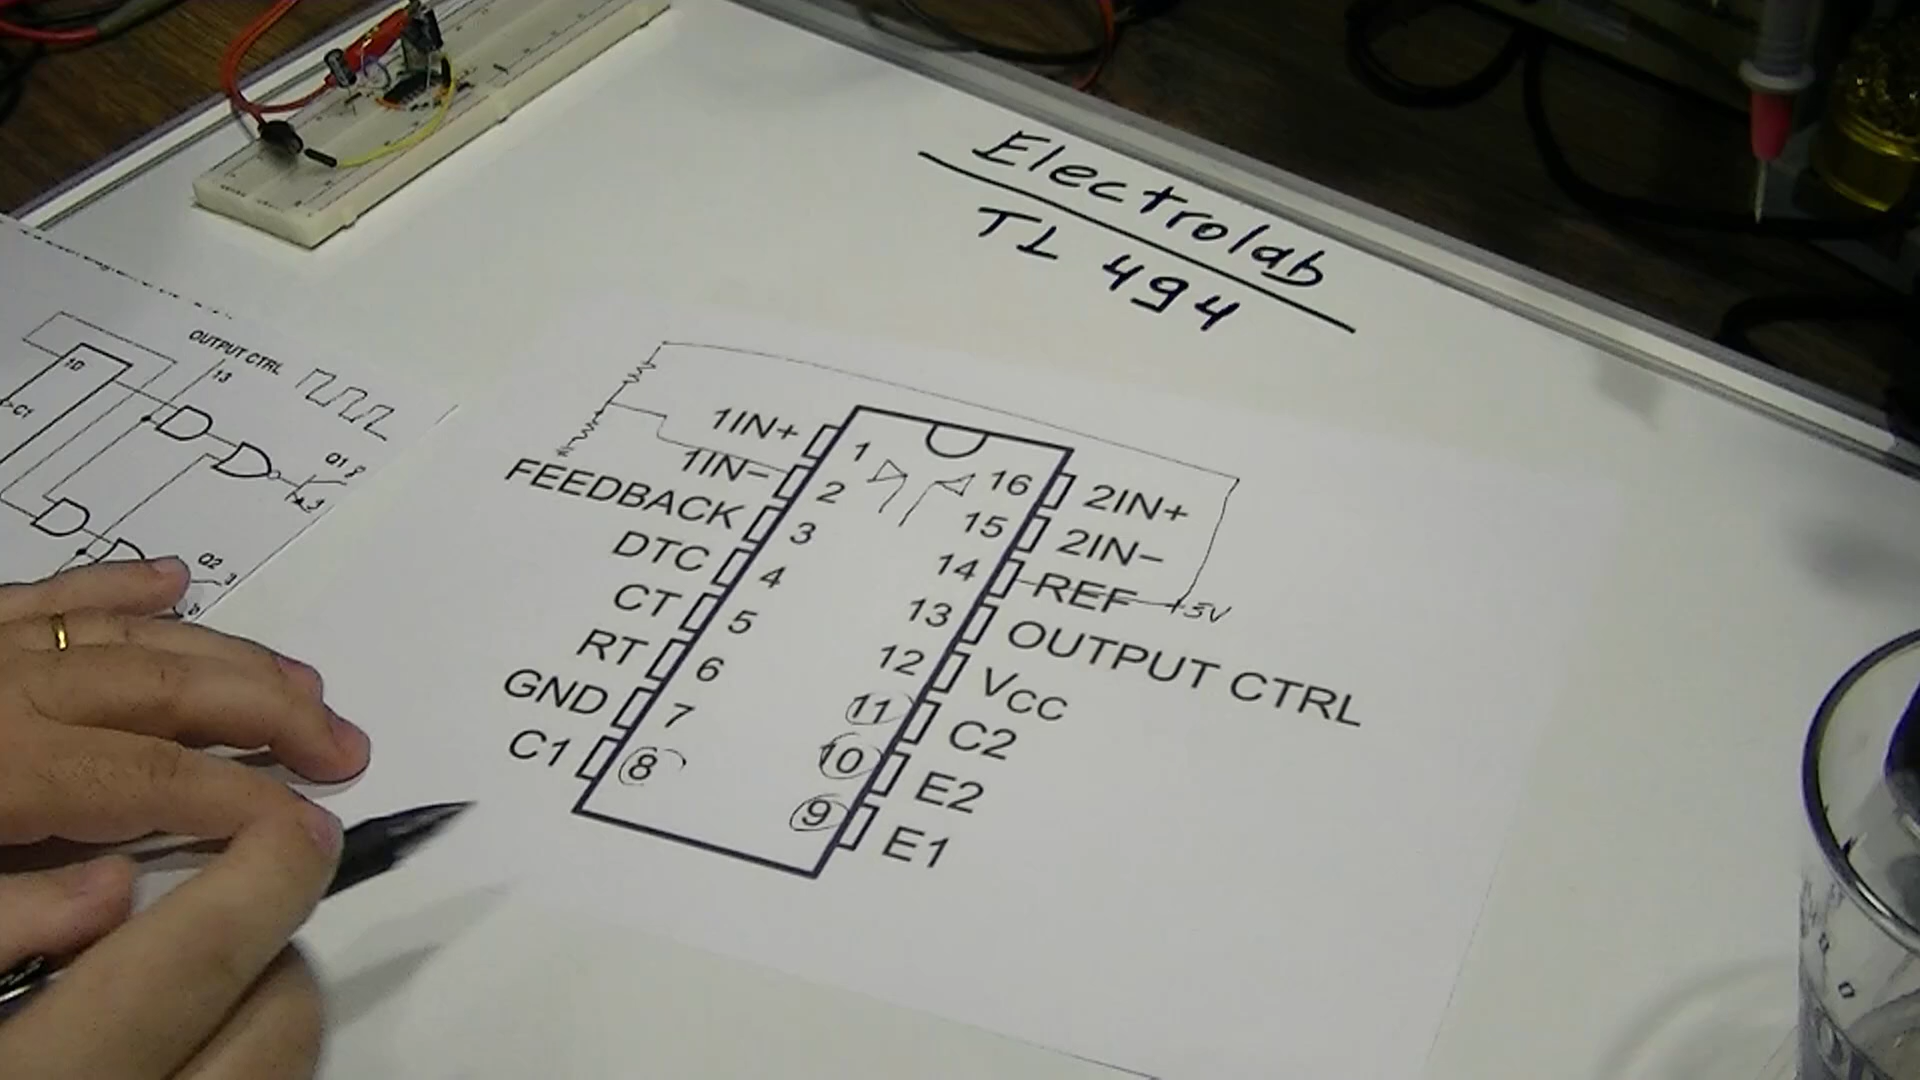 Electrolab
TL 494
OUTPUT CTRL
13
1D
C1
Q1
Q2
1IN+ 1 16 2IN+
1IN− 2 15 2IN−
FEEDBACK 3 14 REF +5V
DTC 4 13 OUTPUT CTRL
CT 5 12 VCC
RT 6 11 C2
GND 7 10 E2
C1 8 9 E1